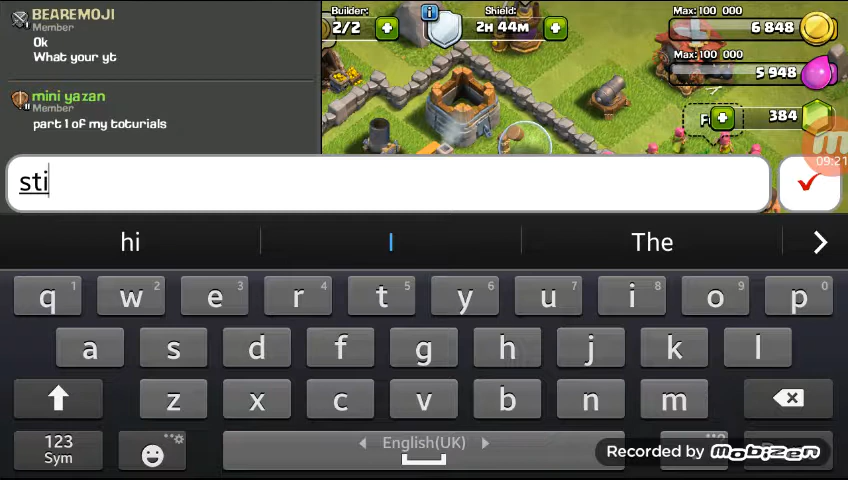 BEAREMOJI
Member
Ok
What your yt
mini yazan
Member
part 1 of my toturials
Builder:
2/2
Shield:
2H 44M
Max: 100 000
6 848
Max: 100 000
5 948
384
09:21
sti
hi I The
q 1 w 2 e 3 r 4 t 5 y 6 u 7 i 8 o 9 p 0
a s d f g h j k l
z x c v b n m
123
Sym
English(UK)
Recorded by mobizen